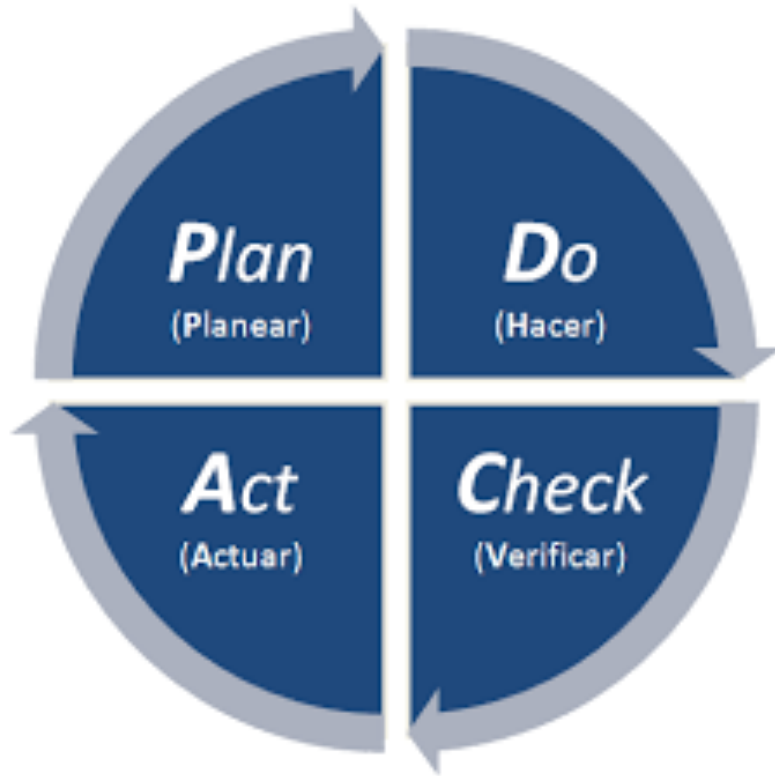 Plan
(Planear)
Do
(Hacer)
Act
(Actuar)
Check
(Verificar)